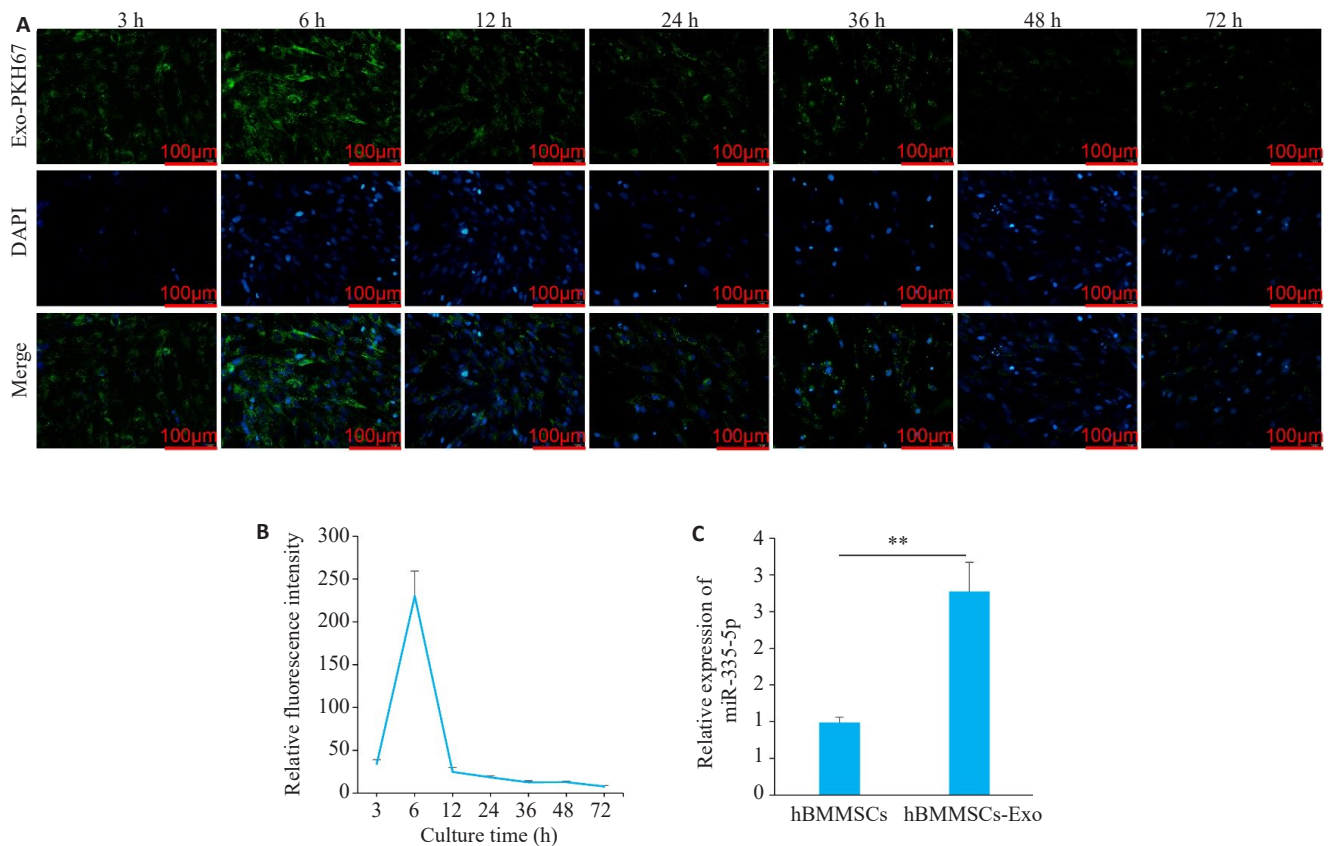 A
3 h 6 h 12 h 24 h 36 h 48 h 72 h
Exo-PKH67
100μm 100μm 100μm 100μm 100μm 100μm 100μm
DAPI
100μm 100μm 100μm 100μm 100μm 100μm 100μm
Merge
100μm 100μm 100μm 100μm 100μm 100μm 100μm
B
Relative fluorescence intensity
300
250
200
150
100
50
0
3 6 12 24 36 48 72
Culture time (h)
C
Relative expression of
miR-335-5p
4
3
3
2
2
1
1
0
**
hBMMSCs hBMMSCs-Exo